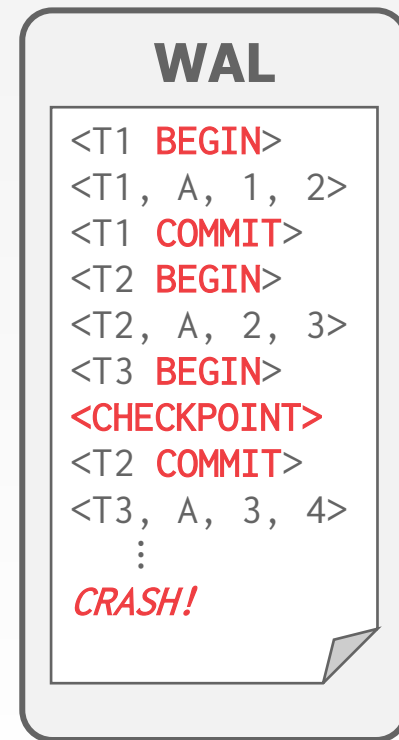 WAL
<T1 BEGIN>
<T1, A, 1, 2>
<T1 COMMIT>
<T2 BEGIN>
<T2, A, 2, 3>
<T3 BEGIN>
<CHECKPOINT>
<T2 COMMIT>
<T3, A, 3, 4>
⋮
CRASH!